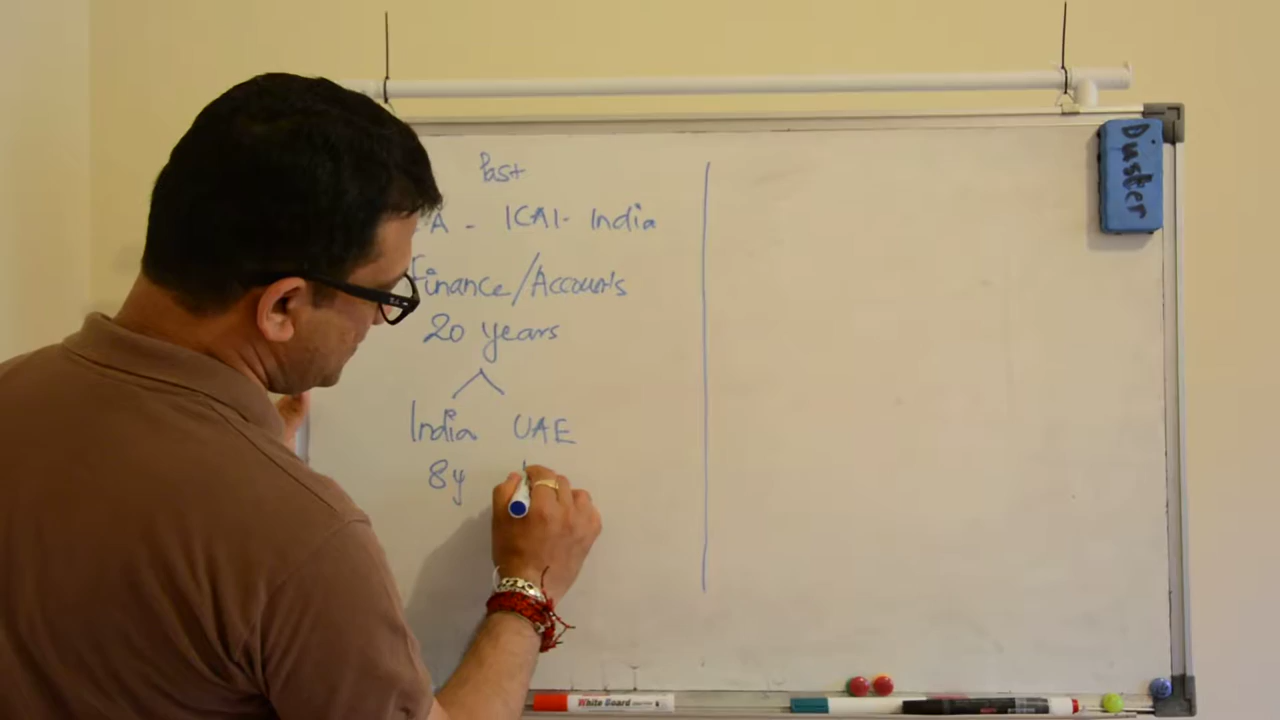 Past
A - ICAI - India
Finance/Accounts
20 years
India UAE
8y
Duster
White Board